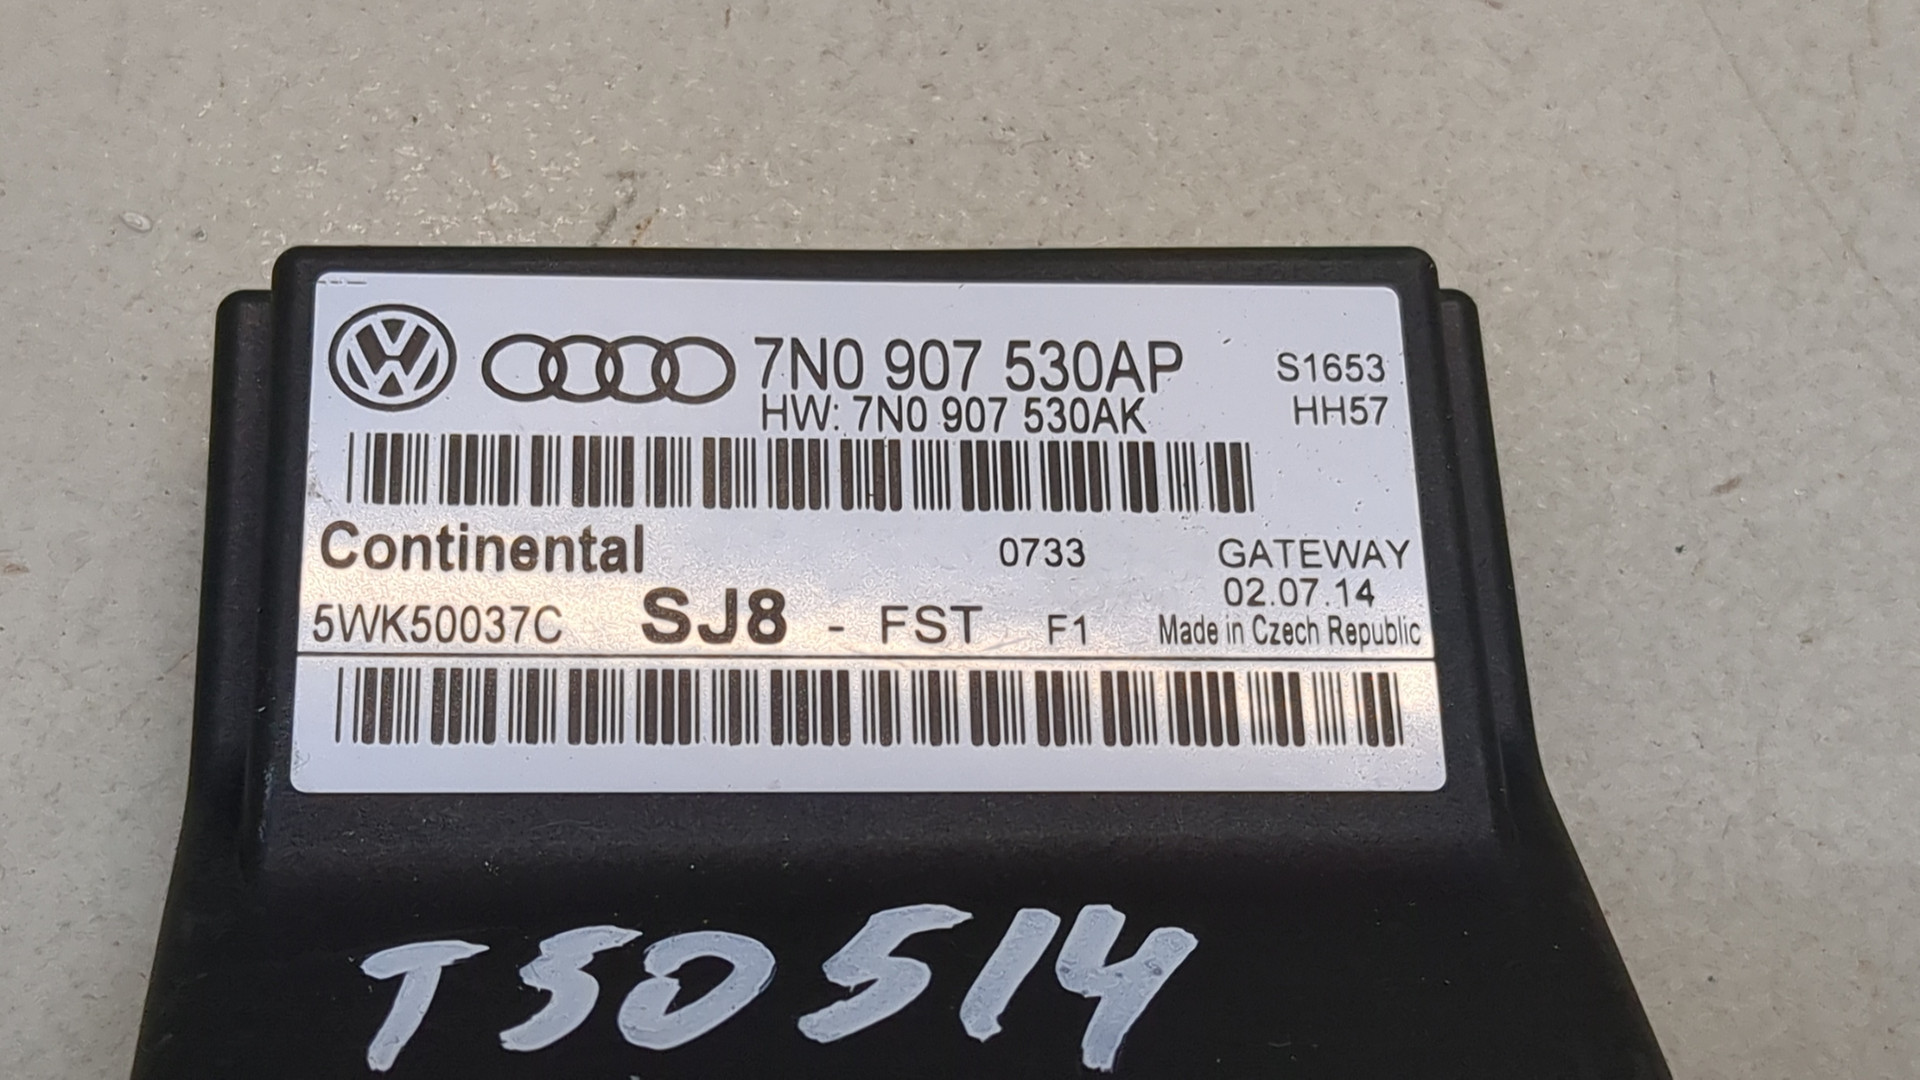 7N0 907 530AP S1653
HW: 7N0 907 530AK HH57
Continental 0733 GATEWAY
02.07.14
5WK50037C SJ8 - FST F1 Made in Czech Republic
T50514